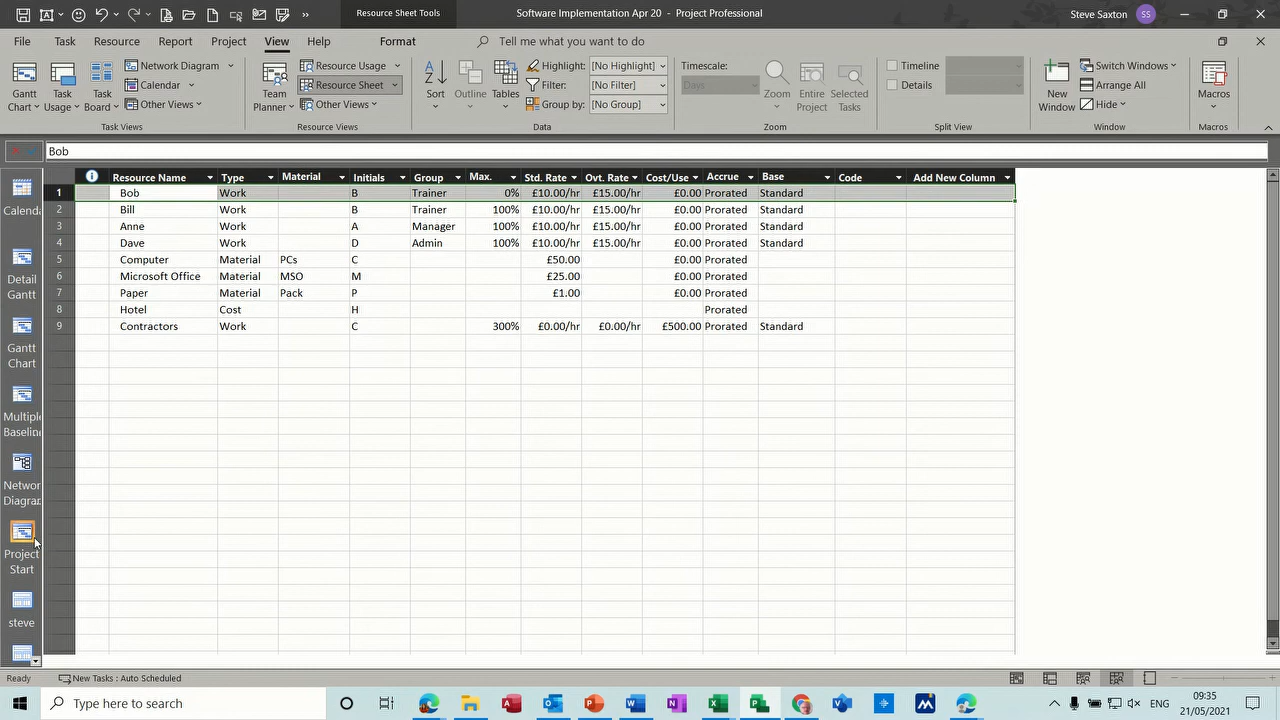 Resource Sheet Tools
Software Implementation Apr 20 - Project Professional
Steve Saxton SS
File Task Resource Report Project View Help Format Tell me what you want to do
Gantt Chart
Task Usage
Task Board
Network Diagram
Calendar
Other Views
Task Views
Team Planner
Resource Usage
Resource Sheet
Other Views
Resource Views
Sort
Outline
Tables
Highlight: [No Highlight]
Filter: [No Filter]
Group by: [No Group]
Data
Timescale:
Days
Zoom
Entire Project
Selected Tasks
Zoom
Timeline
Details
Split View
New Window
Switch Windows
Arrange All
Hide
Window
Macros
Macros
Bob
Resource Name Type Material Initials Group Max. Std. Rate Ovt. Rate Cost/Use Accrue Base Code Add New Column
1 Bob Work B Trainer 0% £10.00/hr £15.00/hr £0.00 Prorated Standard
2 Bill Work B Trainer 100% £10.00/hr £15.00/hr £0.00 Prorated Standard
3 Anne Work A Manager 100% £10.00/hr £15.00/hr £0.00 Prorated Standard
4 Dave Work D Admin 100% £10.00/hr £15.00/hr £0.00 Prorated Standard
5 Computer Material PCs C £50.00 £0.00 Prorated
6 Microsoft Office Material MSO M £25.00 £0.00 Prorated
7 Paper Material Pack P £1.00 £0.00 Prorated
8 Hotel Cost H Prorated
9 Contractors Work C 300% £0.00/hr £0.00/hr £500.00 Prorated Standard
Calenda
Detail
Gantt
Gantt
Chart
Multiple
Baselin
Networ
Diagra
Project
Start
steve
Ready New Tasks : Auto Scheduled
Type here to search
ENG
09:35
21/05/2021